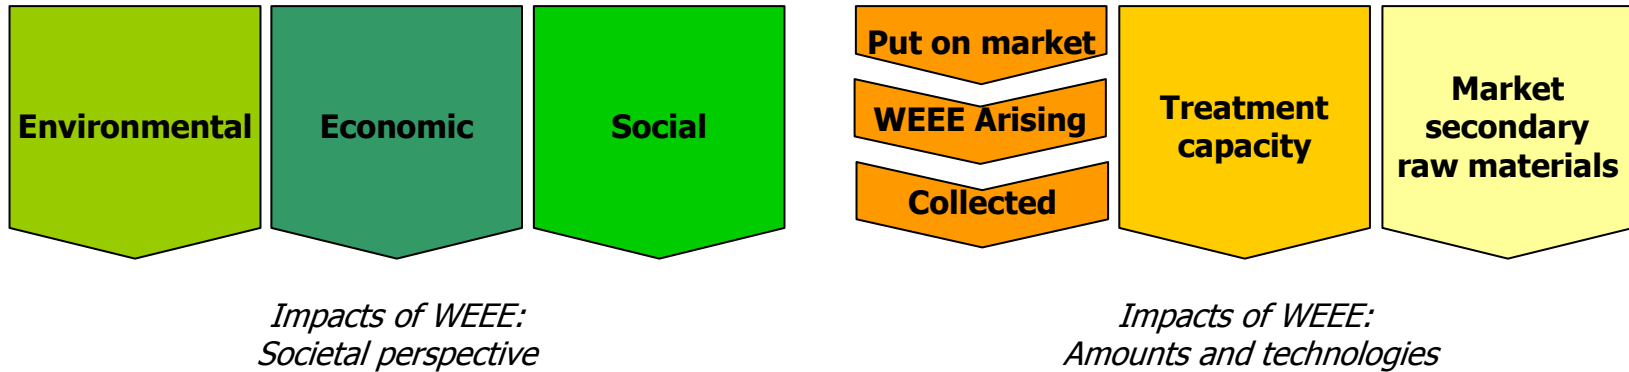 Environmental
Economic
Social
Put on market
WEEE Arising
Collected
Treatment
capacity
Market
secondary
raw materials
Impacts of WEEE:
Societal perspective
Impacts of WEEE:
Amounts and technologies